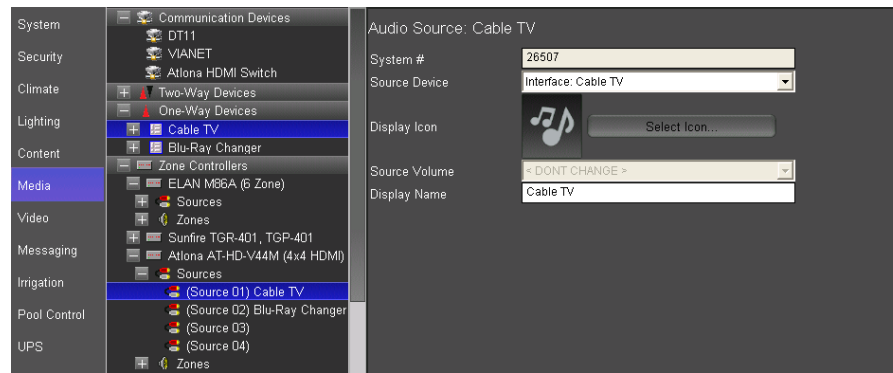 System
Security
Climate
Lighting
Content
Media
Video
Messaging
Irrigation
Pool Control
UPS
Communication Devices
DT11
VIANET
Atlona HDMI Switch
Two-Way Devices
One-Way Devices
Cable TV
Blu-Ray Changer
Zone Controllers
ELAN M86A (6 Zone)
Sources
Zones
Sunfire TGR-401, TGP-401
Atlona AT-HD-V44M (4x4 HDMI)
Sources
(Source 01) Cable TV
(Source 02) Blu-Ray Changer
(Source 03)
(Source 04)
Zones
Audio Source: Cable TV
System # 26507
Source Device Interface: Cable TV
Display Icon Select Icon...
Source Volume < DONT CHANGE >
Display Name Cable TV